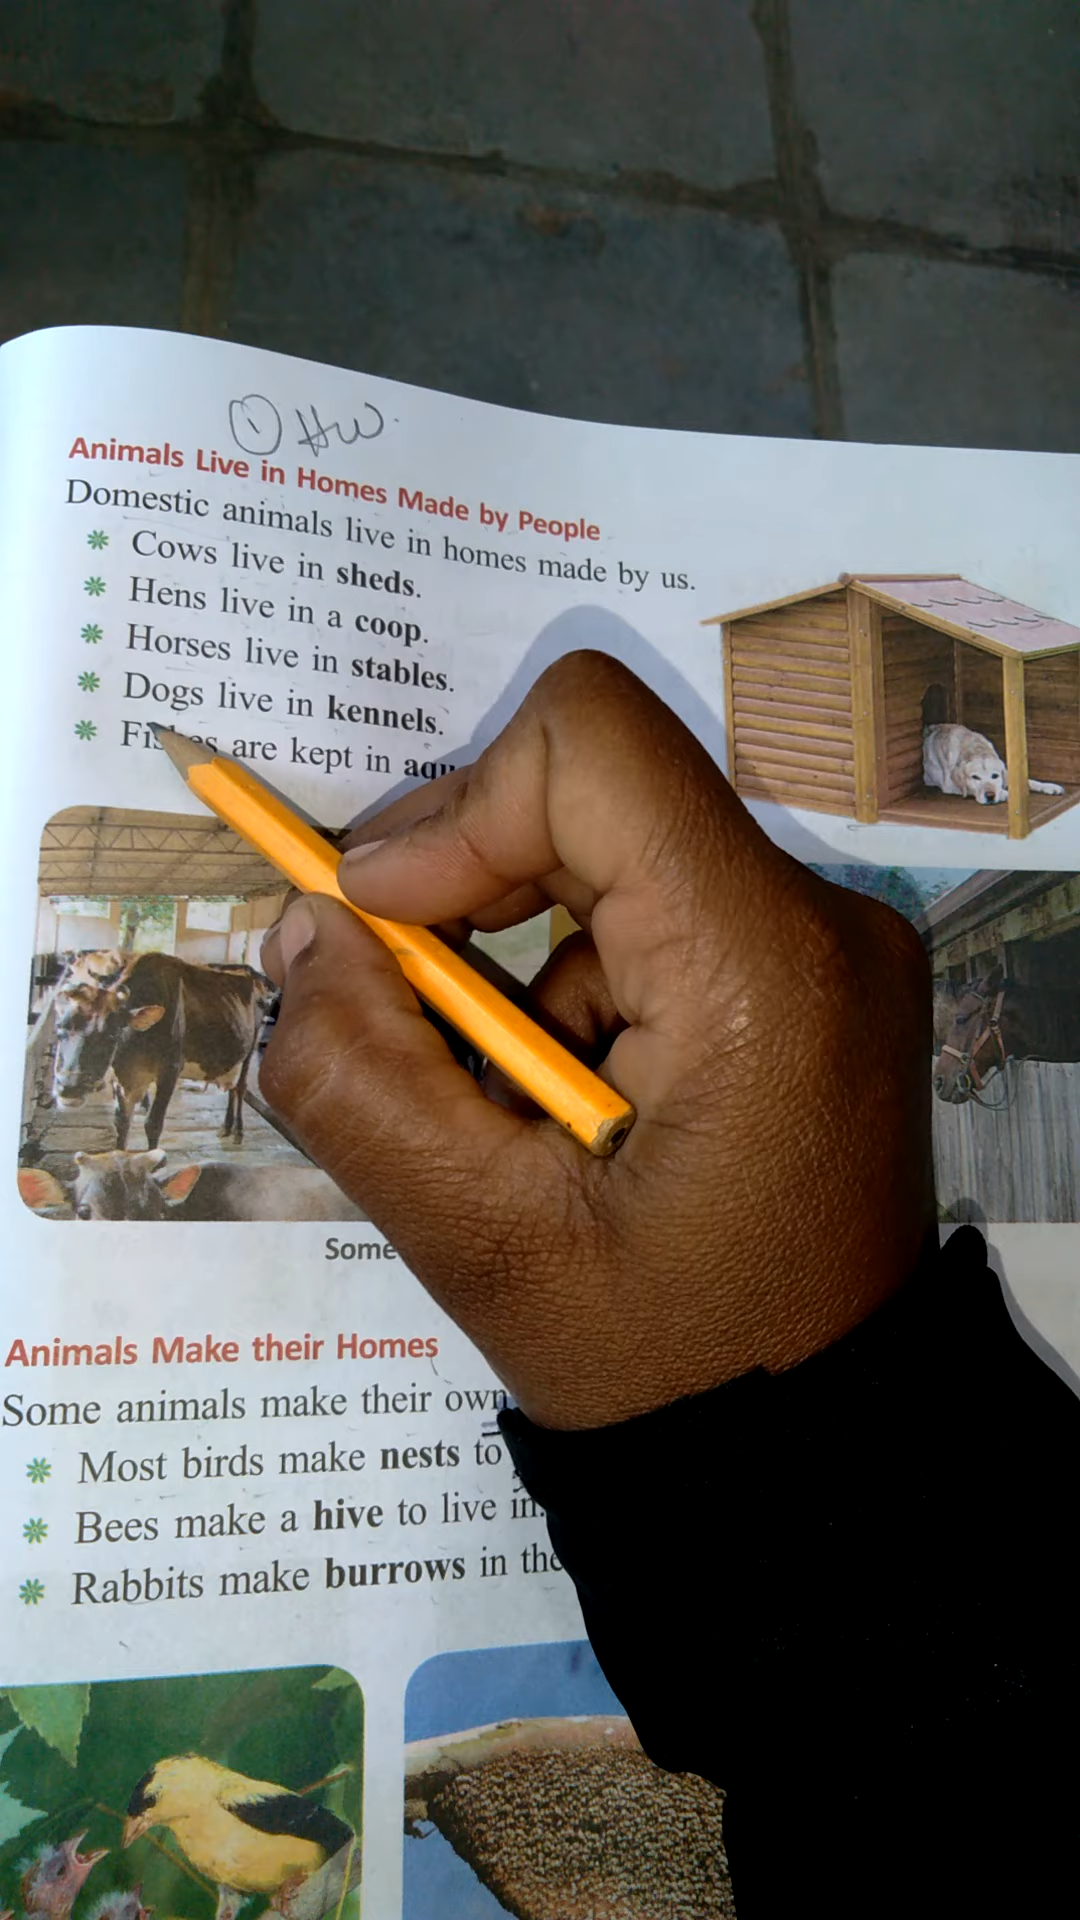 ① HW.
Animals Live in Homes Made by People
Domestic animals live in homes made by us.
Cows live in sheds.
Hens live in a coop.
Horses live in stables.
Dogs live in kennels.
are kept in
Some
Animals Make their Homes
Some animals make their own
Most birds make nests to
Bees make a hive to live in.
Rabbits make burrows in the